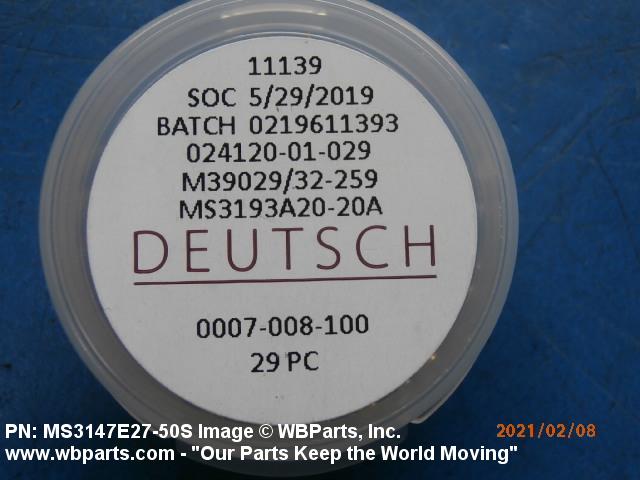 11139
SOC 5/29/2019
BATCH 0219611393
024120-01-029
M39029/32-259
MS3193A20-20A
DEUTSCH
0007-008-100
29 PC
PN: MS3147E27-50S Image © WBParts, Inc.
2021/02/08
www.wbparts.com - "Our Parts Keep the World Moving"